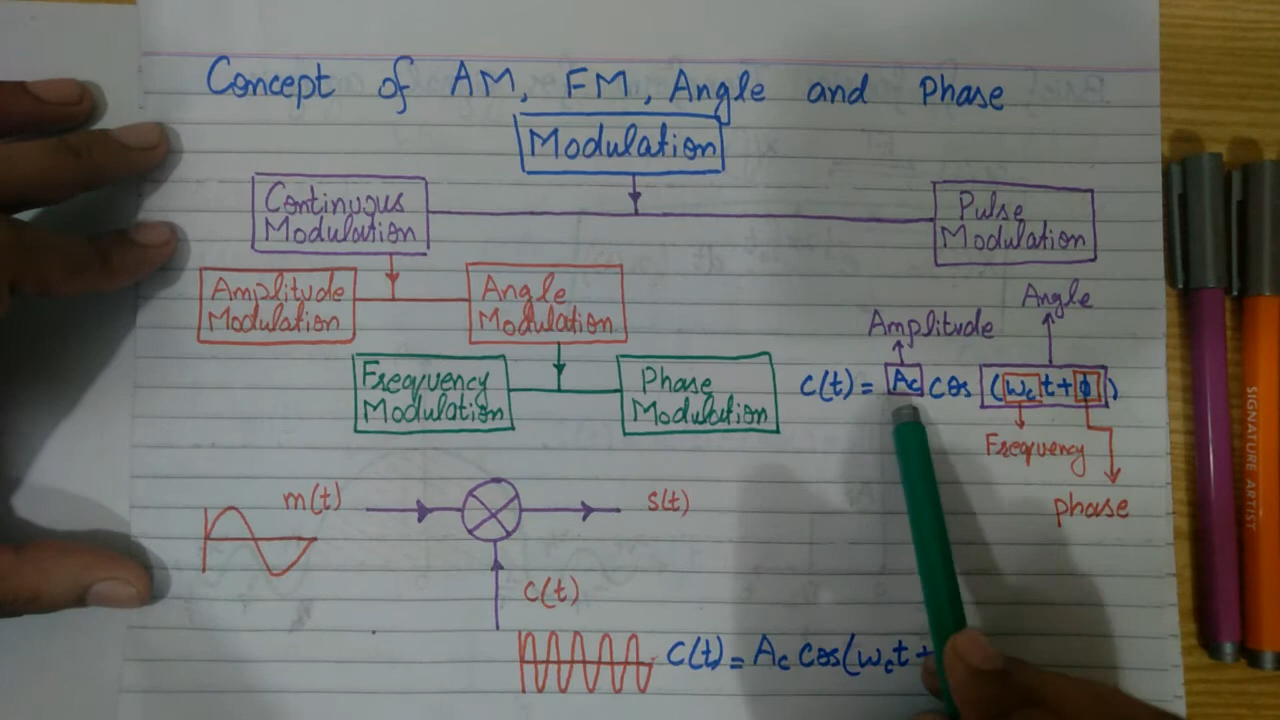 Concept of AM, FM, Angle and Phase
Modulation
Continuous
Modulation
Pulse
Modulation
Amplitude
Modulation
Angle
Modulation
Frequency
Modulation
Phase
Modulation
Angle
Amplitude
C(t) = Ac cos (ωct+ϕ)
Frequency
phase
m(t)
s(t)
c(t)
C(t) = Ac Cos(ωct +
SIGNATURE ARTIST